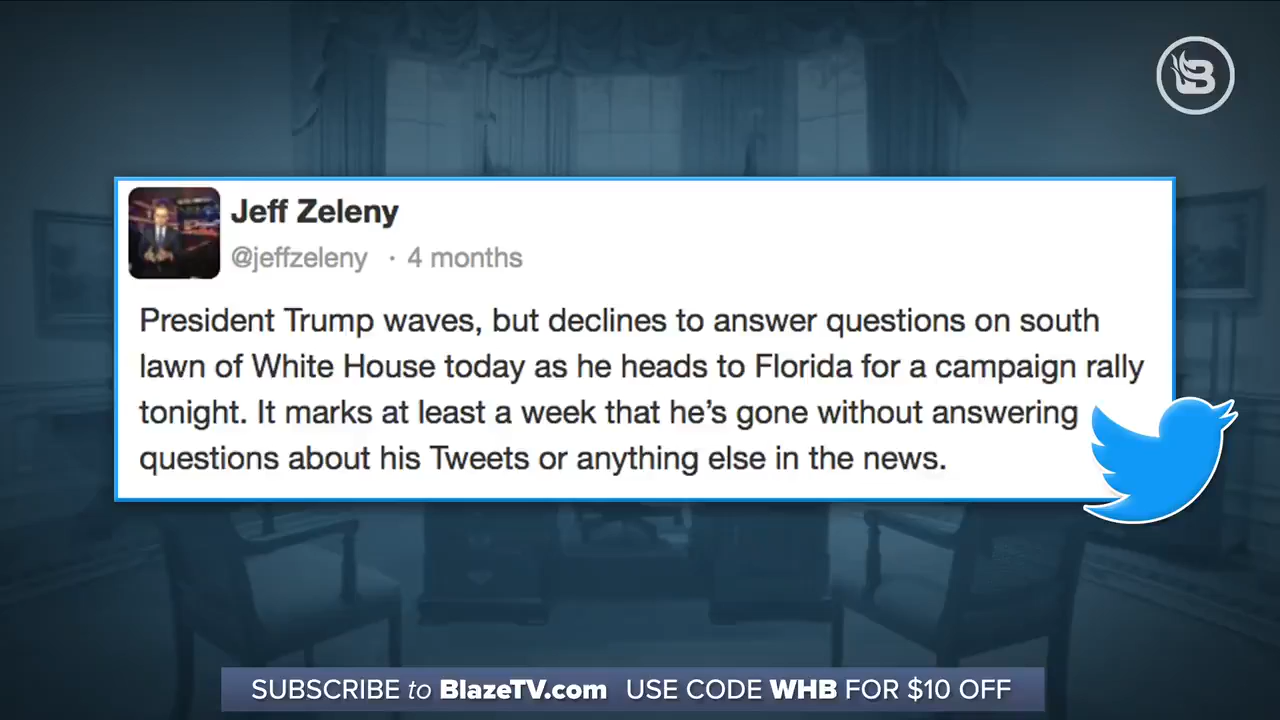 B
Jeff Zeleny
@jeffzeleny · 4 months
President Trump waves, but declines to answer questions on south
lawn of White House today as he heads to Florida for a campaign rally
tonight. It marks at least a week that he’s gone without answering
questions about his Tweets or anything else in the news.
SUBSCRIBE to BlazeTV.com USE CODE WHB FOR $10 OFF